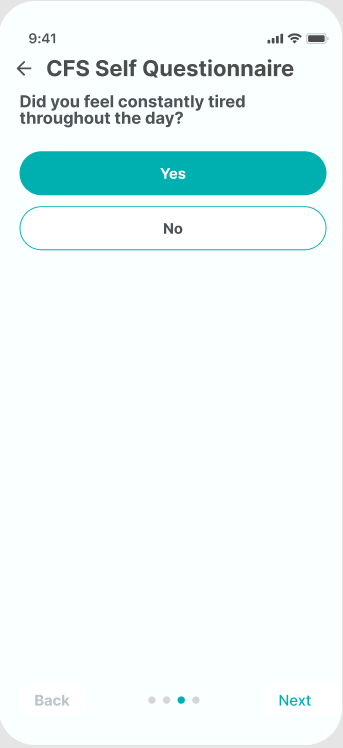 9:41
CFS Self Questionnaire
Did you feel constantly tired
throughout the day?
Yes
No
Back
Next